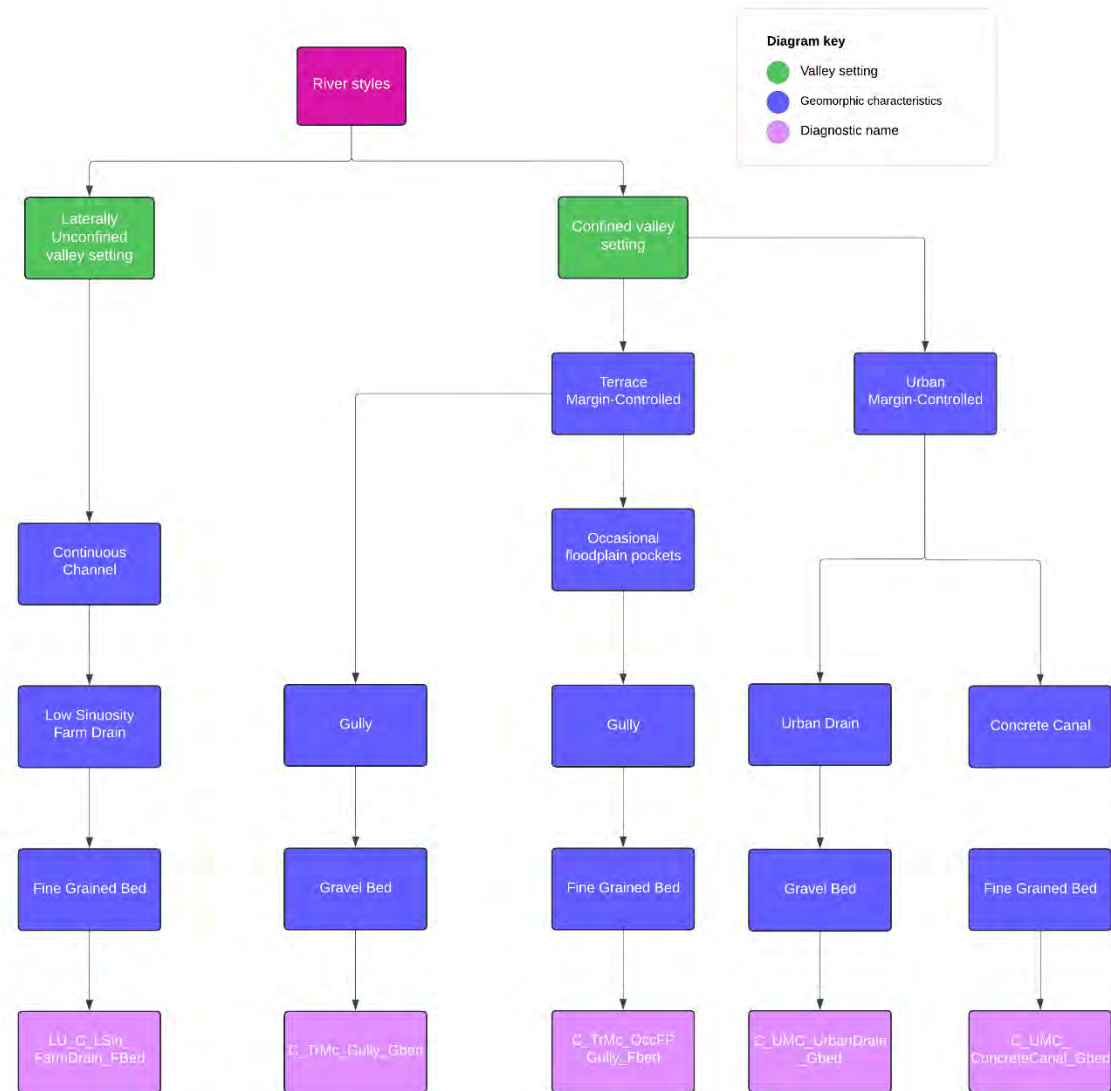 Diagram key
Valley setting
Geomorphic characteristics
Diagnostic name
River styles
Laterally
Unconfined
valley setting
Confined valley
setting
Terrace
Margin-Controlled
Urban
Margin-Controlled
Occasional
floodplain pockets
Continuous
Channel
Low Sinuosity
Farm Drain
Gully
Gully
Urban Drain
Concrete Canal
Fine Grained Bed
Gravel Bed
Fine Grained Bed
Gravel Bed
Fine Grained Bed
LU_C_LSin_
FarmDrain_FBed
C_TrMc_Gully_Gbed
C_TrMc_OccFP
Gully_Fbed
C_UMC_UrbanDrain
_Gbed
C_UMC_
ConcreteCanal_Gbed